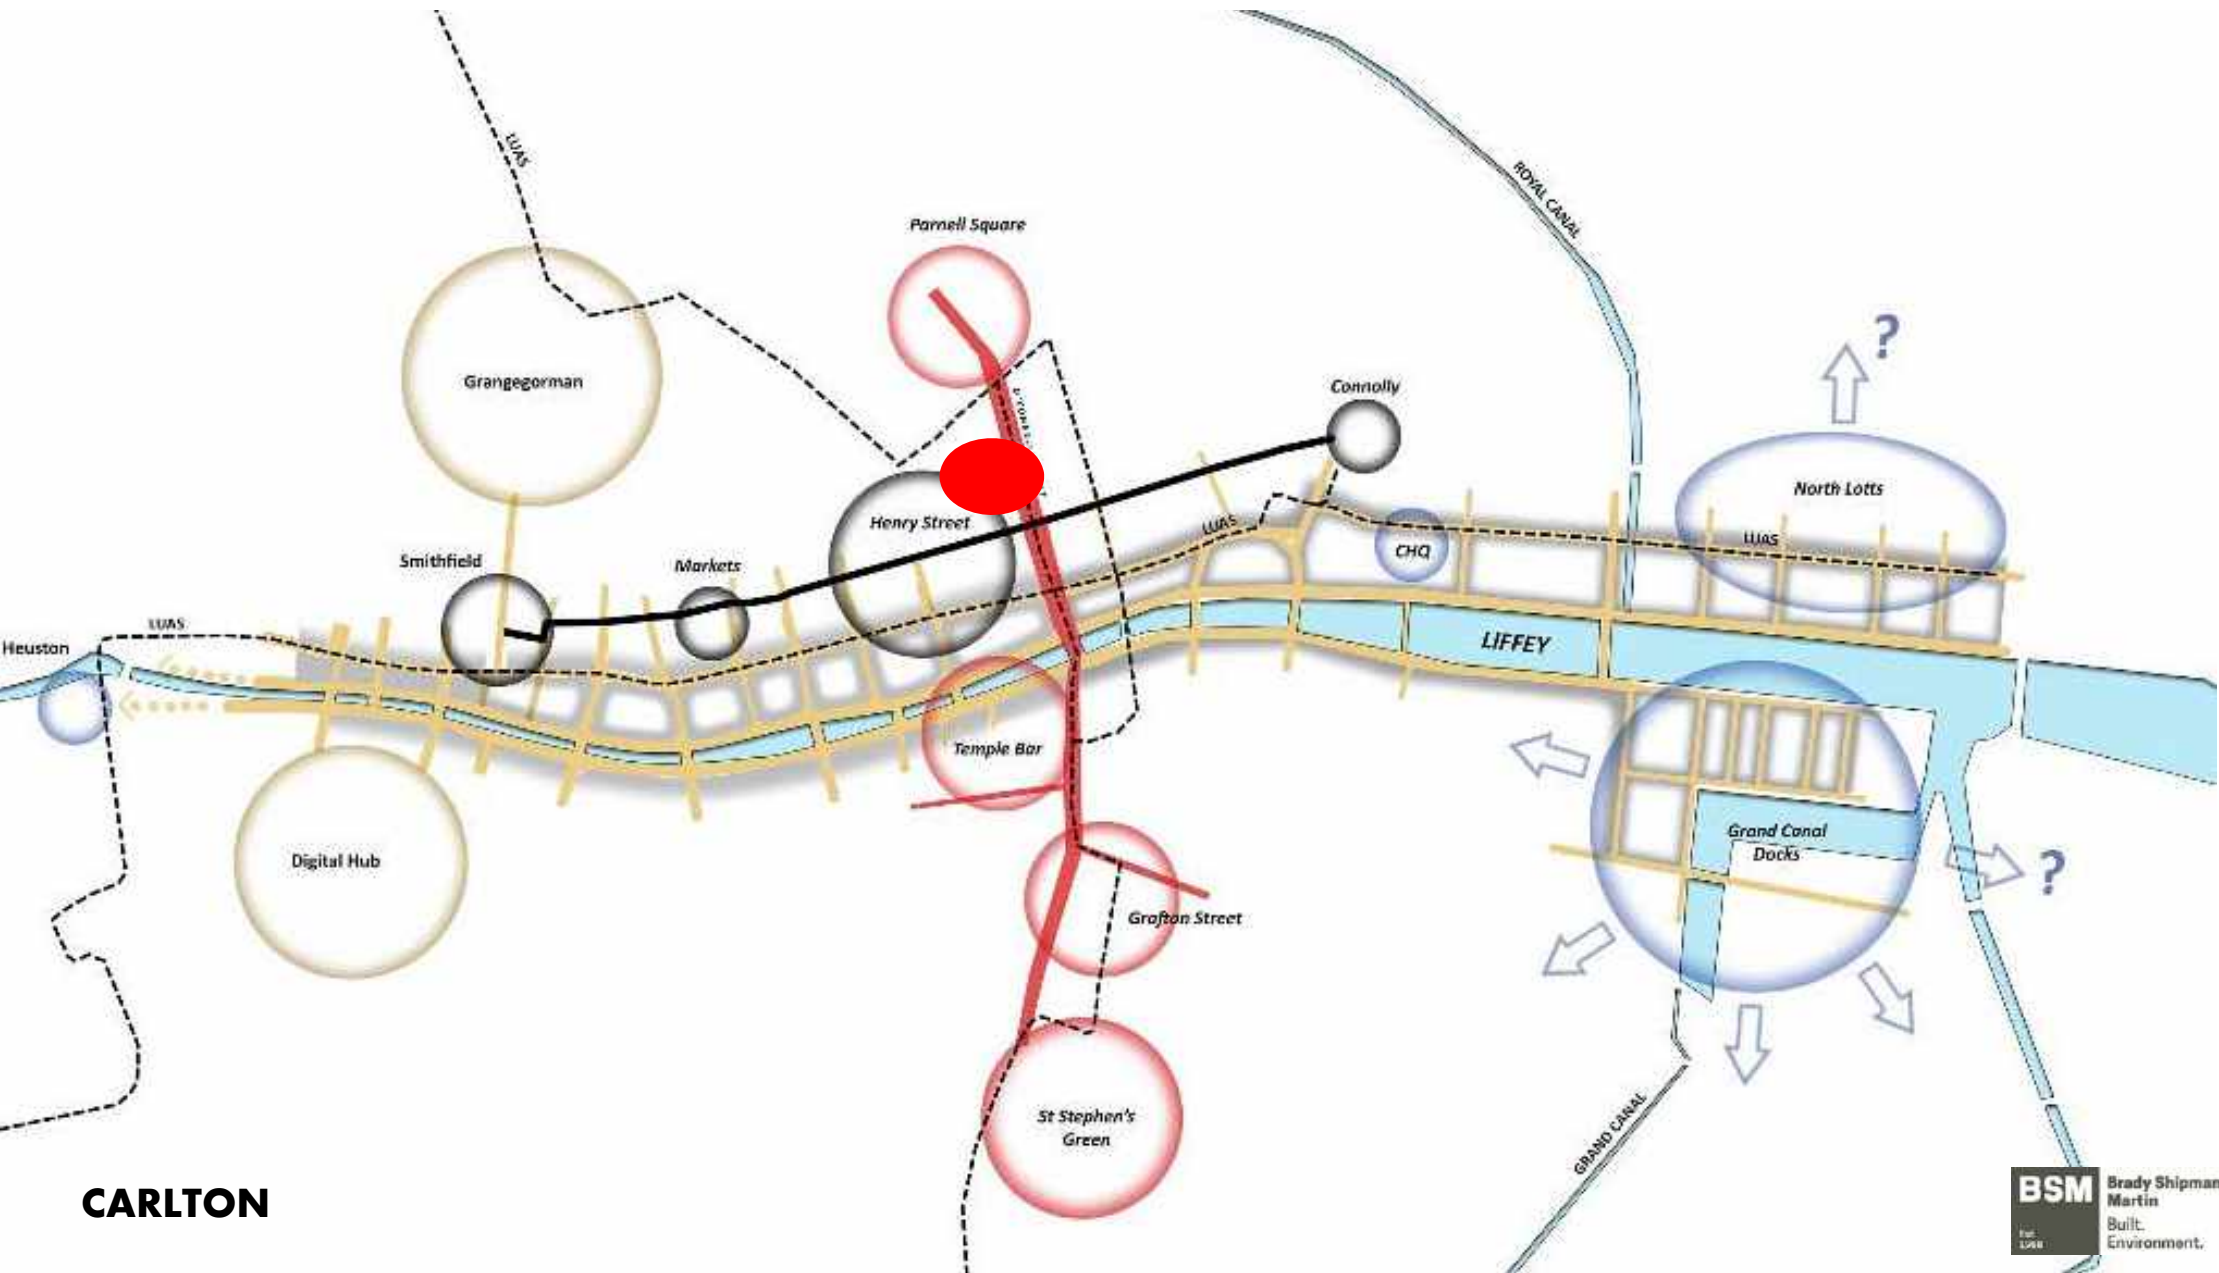 LUAS
ROYAL CANAL
Parnell Square
?
Grangegorman
Connolly
North Lotts
Henry Street
LUAS
LUAS
CHQ
Smithfield
Markets
LUAS
Heuston
LIFFEY
Temple Bar
Grand Canal
Docks
Digital Hub
?
Grafton Street
St Stephen's
Green
GRAND CANAL
CARLTON
BSM
Brady Shipman
Martin
Built.
Environment.